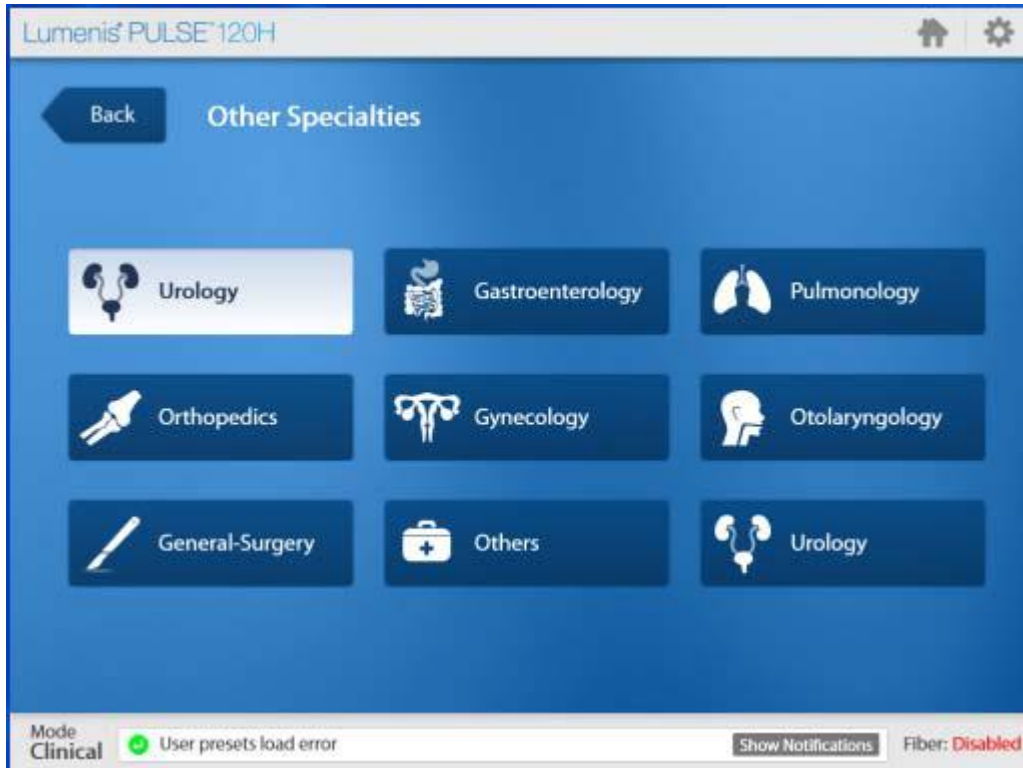 Lumenis® PULSE™ 120H
Back
Other Specialties
Urology
Gastroenterology
Pulmonology
Orthopedics
Gynecology
Otolaryngology
General-Surgery
Others
Urology
Mode
Clinical
User presets load error
Show Notifications
Fiber: Disabled